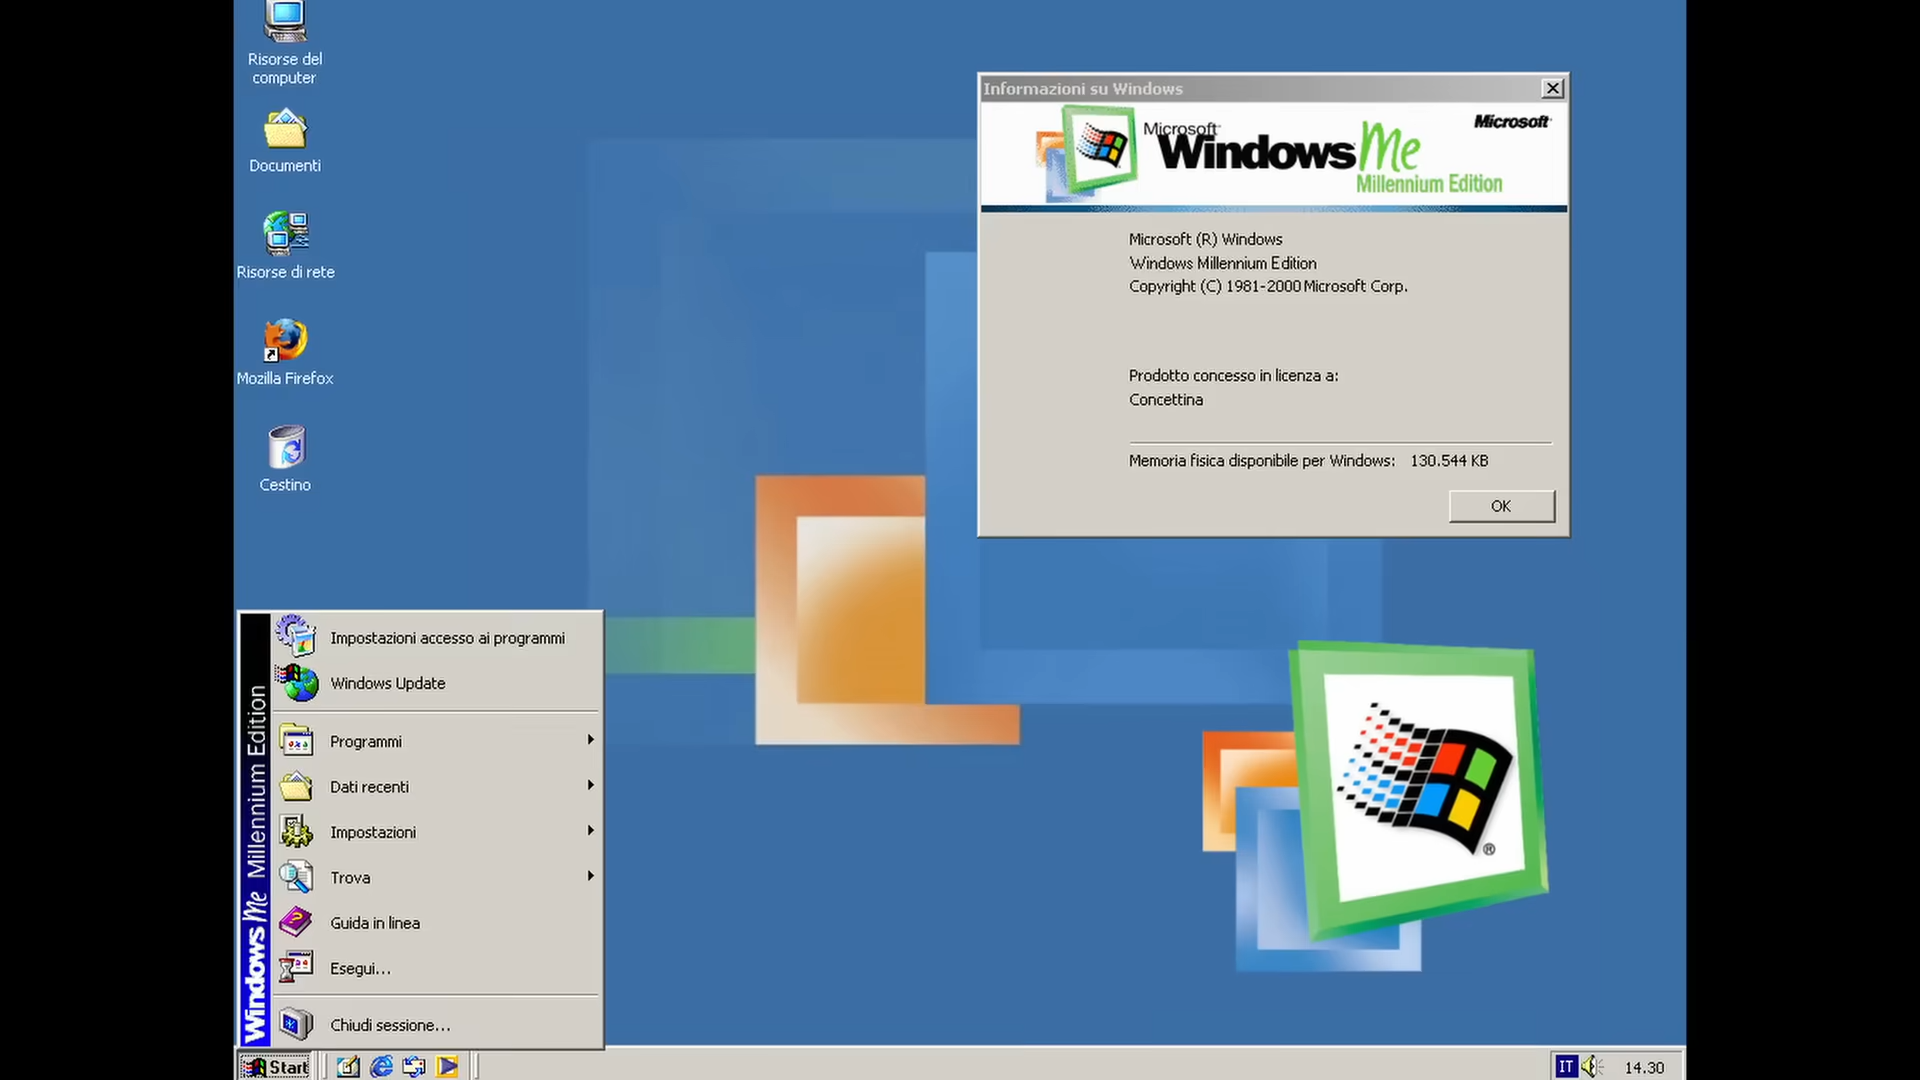 Risore del
computer
Documenti
Risorse di rete
Mozilla Firefox
Cestino
Informazioni su Windows
Microsoft
Windows Me
Millennium Edition
Microsoft
Microsoft (R) Windows
Windows Millennium Edition
Copyright (C) 1981-2000 Microsoft Corp.
Prodotto concesso in licenza a:
Concettina
Memoria fisica disponibile per Windows: 130.544 KB
OK
Windows Me Millennium Edition
Impostazioni accesso ai programmi
Windows Update
Programmi
Dati recenti
Impostazioni
Trova
Guida in linea
Esegui...
Chiudi sessione...
®
Start
IT
14.30